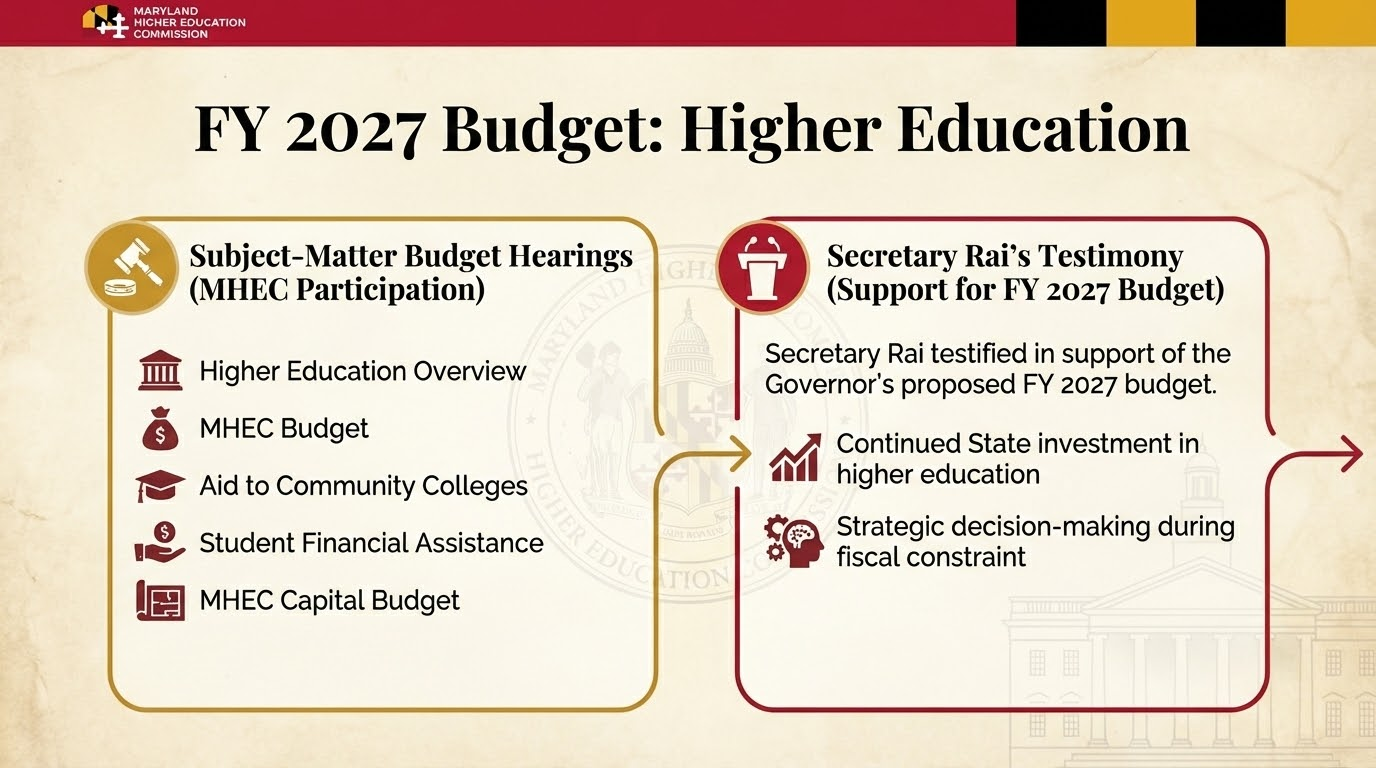 MARYLAND
HIGHER EDUCATION
COMMISSION
FY 2027 Budget: Higher Education
Subject-Matter Budget Hearings
(MHEC Participation)
Higher Education Overview
$
MHEC Budget
Aid to Community Colleges
$
Student Financial Assistance
MHEC Capital Budget
Secretary Rai’s Testimony
(Support for FY 2027 Budget)
Secretary Rai testified in support of the
Governor’s proposed FY 2027 budget.
Continued State investment in
higher education
Strategic decision-making during
fiscal constraint
MARYLAND
HIGHER EDUCATION